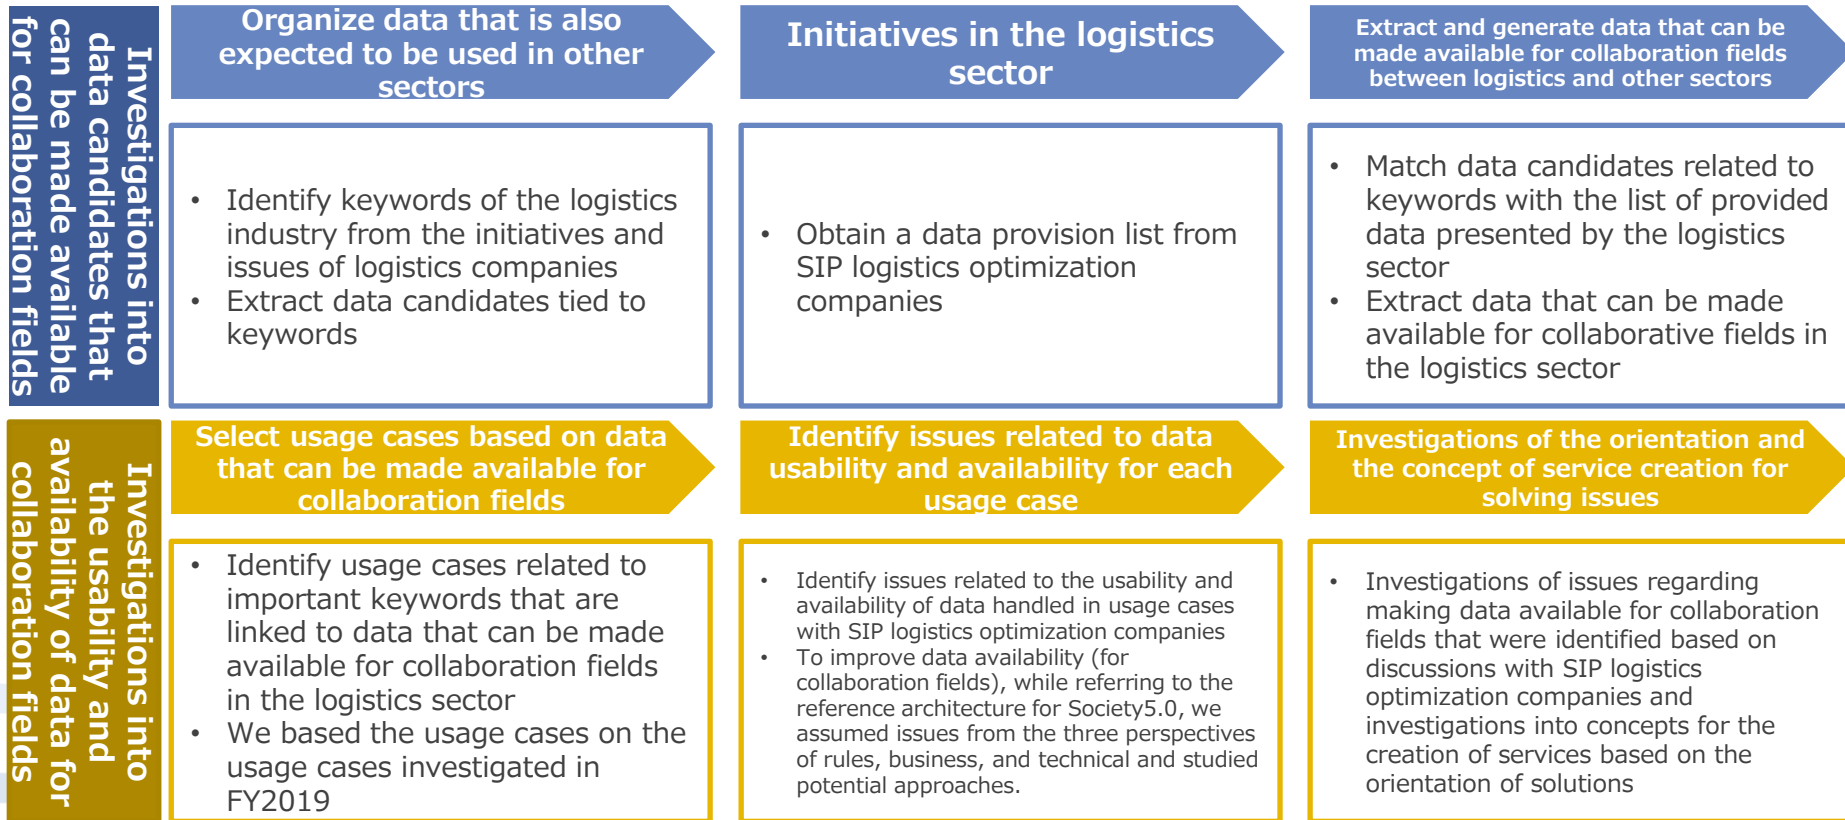 Investigations into
data candidates that
can be made available
for collaboration fields
Organize data that is also
expected to be used in other
sectors
• Identify keywords of the logistics
industry from the initiatives and
issues of logistics companies
• Extract data candidates tied to
keywords
Initiatives in the logistics
sector
• Obtain a data provision list from
SIP logistics optimization
companies
Extract and generate data that can be
made available for collaboration fields
between logistics and other sectors
• Match data candidates related to
keywords with the list of provided
data presented by the logistics
sector
• Extract data that can be made
available for collaborative fields in
the logistics sector
Investigations into
the usability and
availability of data for
collaboration fields
Select usage cases based on data
that can be made available for
collaboration fields
• Identify usage cases related to
important keywords that are
linked to data that can be made
available for collaboration fields
in the logistics sector
• We based the usage cases on the
usage cases investigated in
FY2019
Identify issues related to data
usability and availability for each
usage case
• Identify issues related to the usability and
availability of data handled in usage cases
with SIP logistics optimization companies
• To improve data availability (for
collaboration fields), while referring to the
reference architecture for Society5.0, we
assumed issues from the three perspectives
of rules, business, and technical and studied
potential approaches.
Investigations of the orientation and
the concept of service creation for
solving issues
• Investigations of issues regarding
making data available for collaboration
fields that were identified based on
discussions with SIP logistics
optimization companies and
investigations into concepts for the
creation of services based on the
orientation of solutions